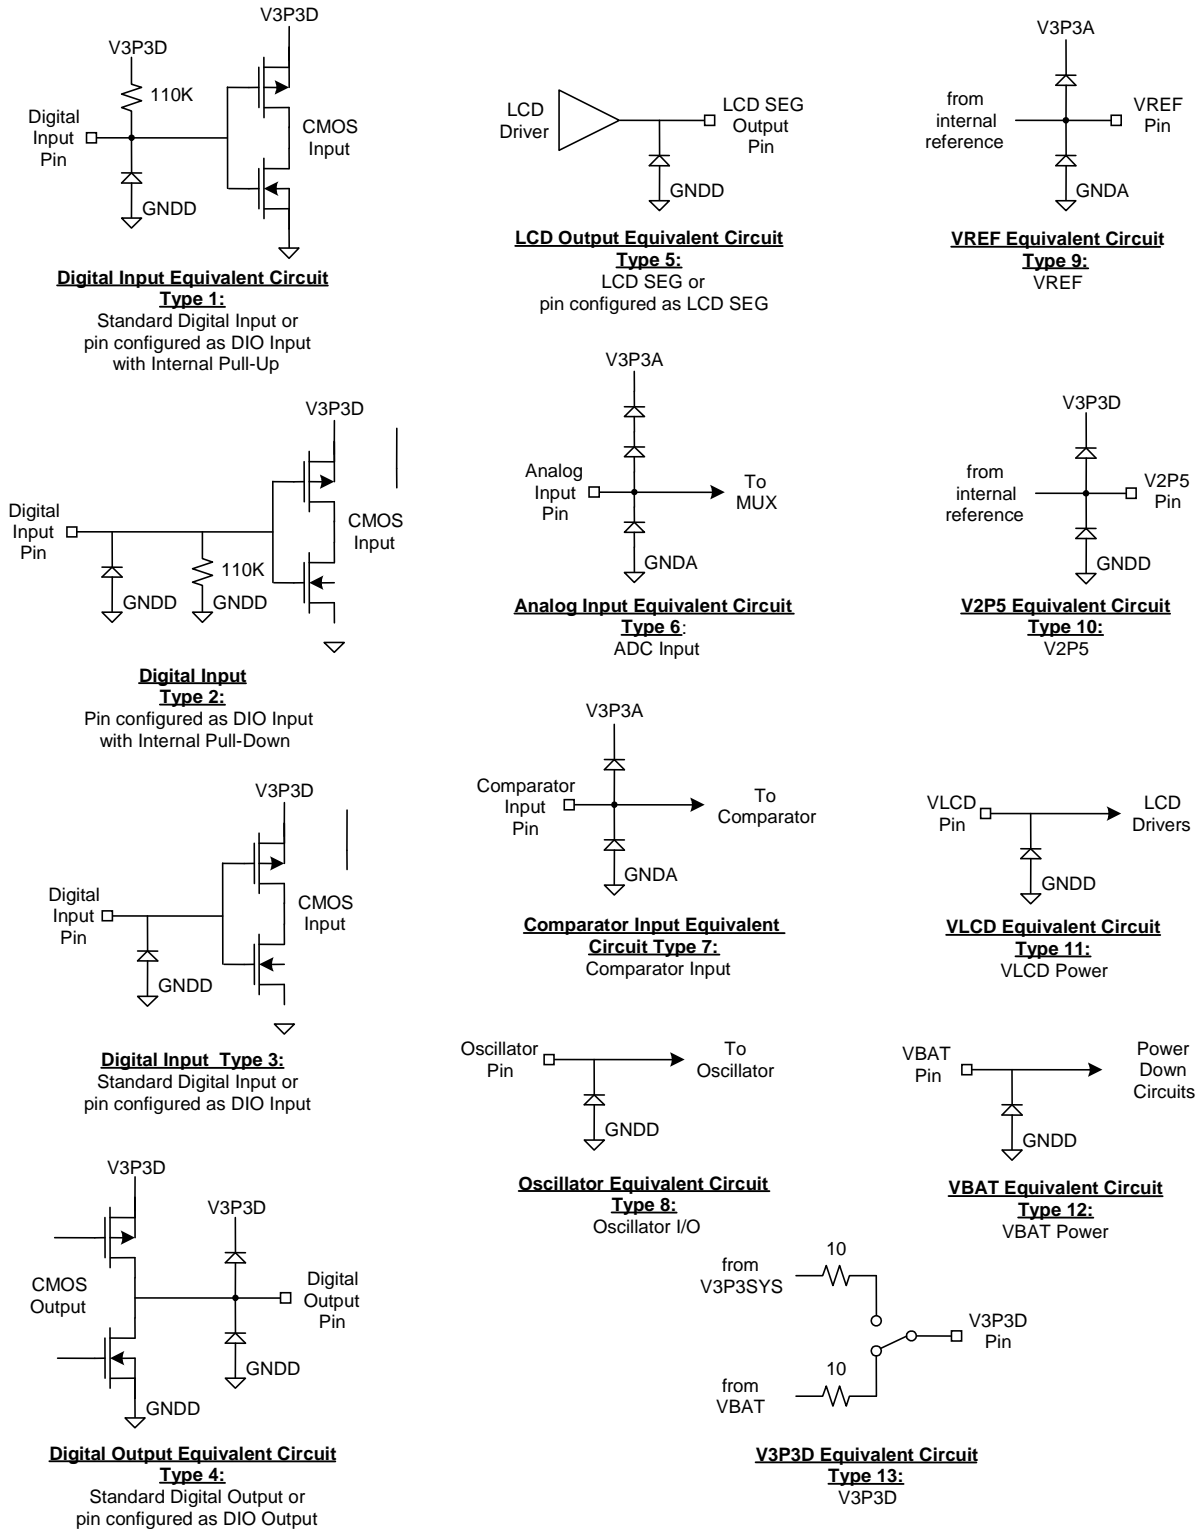 V3P3D
V3P3D
110K
Digital
Input
Pin
CMOS
Input
GNDD
Digital Input Equivalent Circuit
Type 1:
Standard Digital Input or
pin configured as DIO Input
with Internal Pull-Up
V3P3D
Digital
Input
Pin
CMOS
Input
110K
GNDD
GNDD
Digital Input
Type 2:
Pin configured as DIO Input
with Internal Pull-Down
V3P3D
Digital
Input
Pin
CMOS
Input
GNDD
Digital Input Type 3:
Standard Digital Input or
pin configured as DIO Input
V3P3D
V3P3D
CMOS
Output
Digital
Output
Pin
GNDD
GNDD
Digital Output Equivalent Circuit
Type 4:
Standard Digital Output or
pin configured as DIO Output
LCD
Driver
LCD SEG
Output
Pin
GNDD
LCD Output Equivalent Circuit
Type 5:
LCD SEG or
pin configured as LCD SEG
V3P3A
Analog
Input
Pin
To
MUX
GNDA
Analog Input Equivalent Circuit
Type 6:
ADC Input
V3P3A
Comparator
Input
Pin
To
Comparator
GNDA
Comparator Input Equivalent
Circuit Type 7:
Comparator Input
Oscillator
Pin
To
Oscillator
GNDD
Oscillator Equivalent Circuit
Type 8:
Oscillator I/O
V3P3A
from
internal
reference
VREF
Pin
GNDA
VREF Equivalent Circuit
Type 9:
VREF
V3P3D
from
internal
reference
V2P5
Pin
GNDD
V2P5 Equivalent Circuit
Type 10:
V2P5
VLCD
Pin
LCD
Drivers
GNDD
VLCD Equivalent Circuit
Type 11:
VLCD Power
VBAT
Pin
Power
Down
Circuits
GNDD
VBAT Equivalent Circuit
Type 12:
VBAT Power
from
V3P3SYS
10
V3P3D
Pin
from
VBAT
10
V3P3D Equivalent Circuit
Type 13:
V3P3D